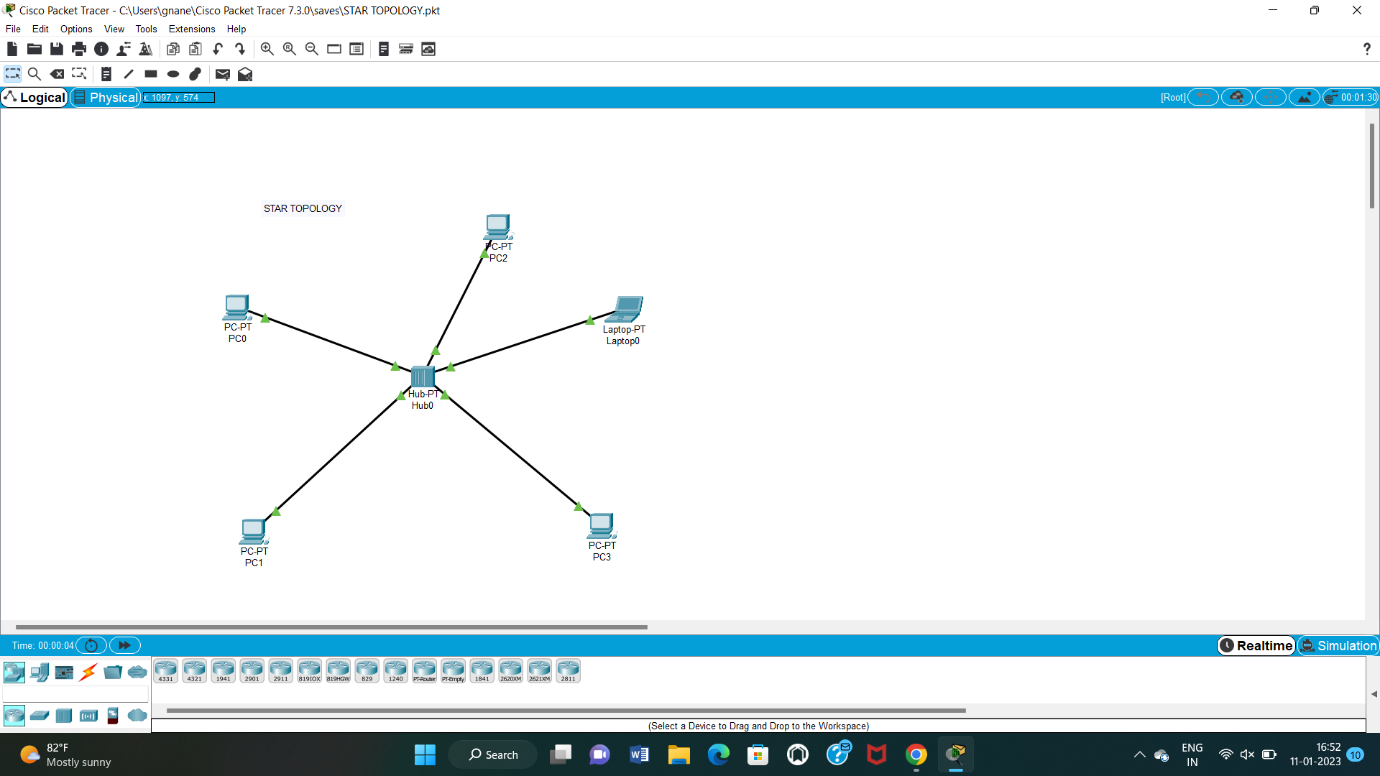 Cisco Packet Tracer - C:\Users\gnane\Cisco Packet Tracer 7.3.0\saves\STAR TOPOLOGY.pkt
File Edit Options View Tools Extensions Help
?
Logical Physical x: 1097, y: 574 [Root] 00:01:30
STAR TOPOLOGY
PC-PT
PC2
PC-PT
PC0
Laptop-PT
Laptop0
Hub-PT
Hub0
PC-PT
PC1
PC-PT
PC3
Time: 00:00:04 Realtime Simulation
4331 4321 1941 2901 2911 819IOX 819HGW 829 1240 PT-Router PT-Empty 1841 2620XM 2621XM 2811
(Select a Device to Drag and Drop to the Workspace)
82°F
Mostly sunny
Search
ENG
IN
16:52
11-01-2023
10